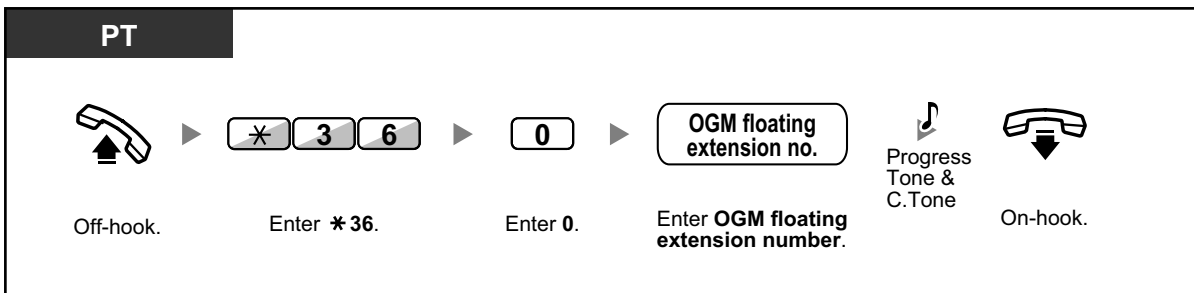 PT
✳ 3 6
0
OGM floating
extension no.
Progress
Tone &
C.Tone
Off-hook.
Enter ✳36.
Enter 0.
Enter OGM floating
extension number.
On-hook.